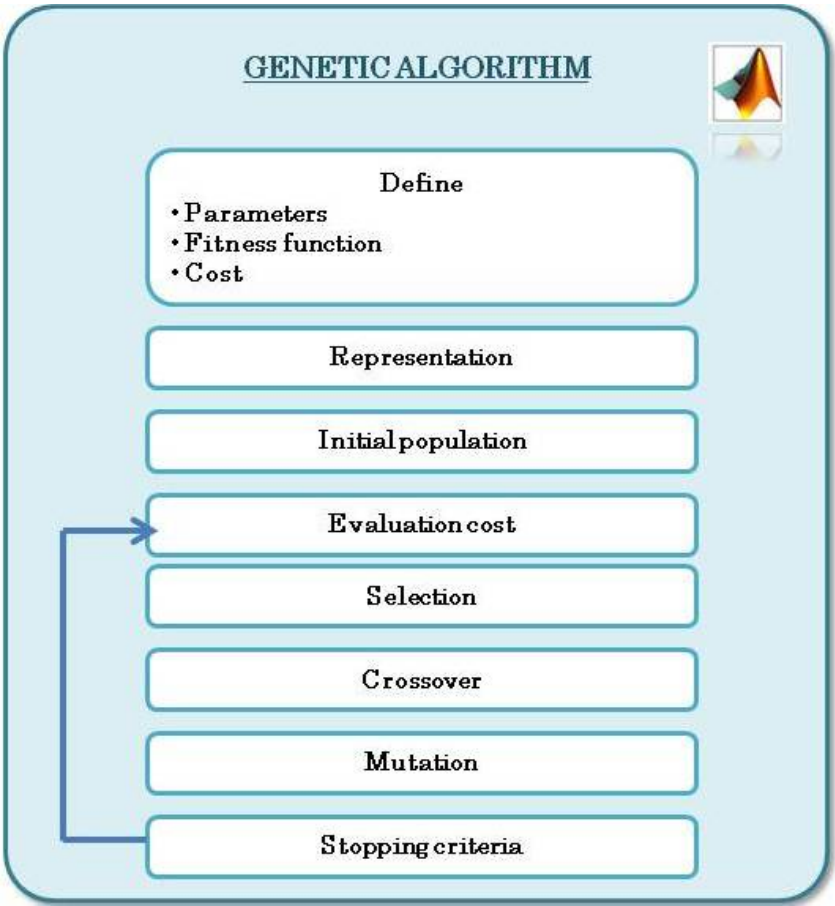 GENETIC ALGORITHM
Define
•Parameters
•Fitness function
•Cost
Representation
Initial population
Evaluation cost
Selection
Crossover
Mutation
Stopping criteria